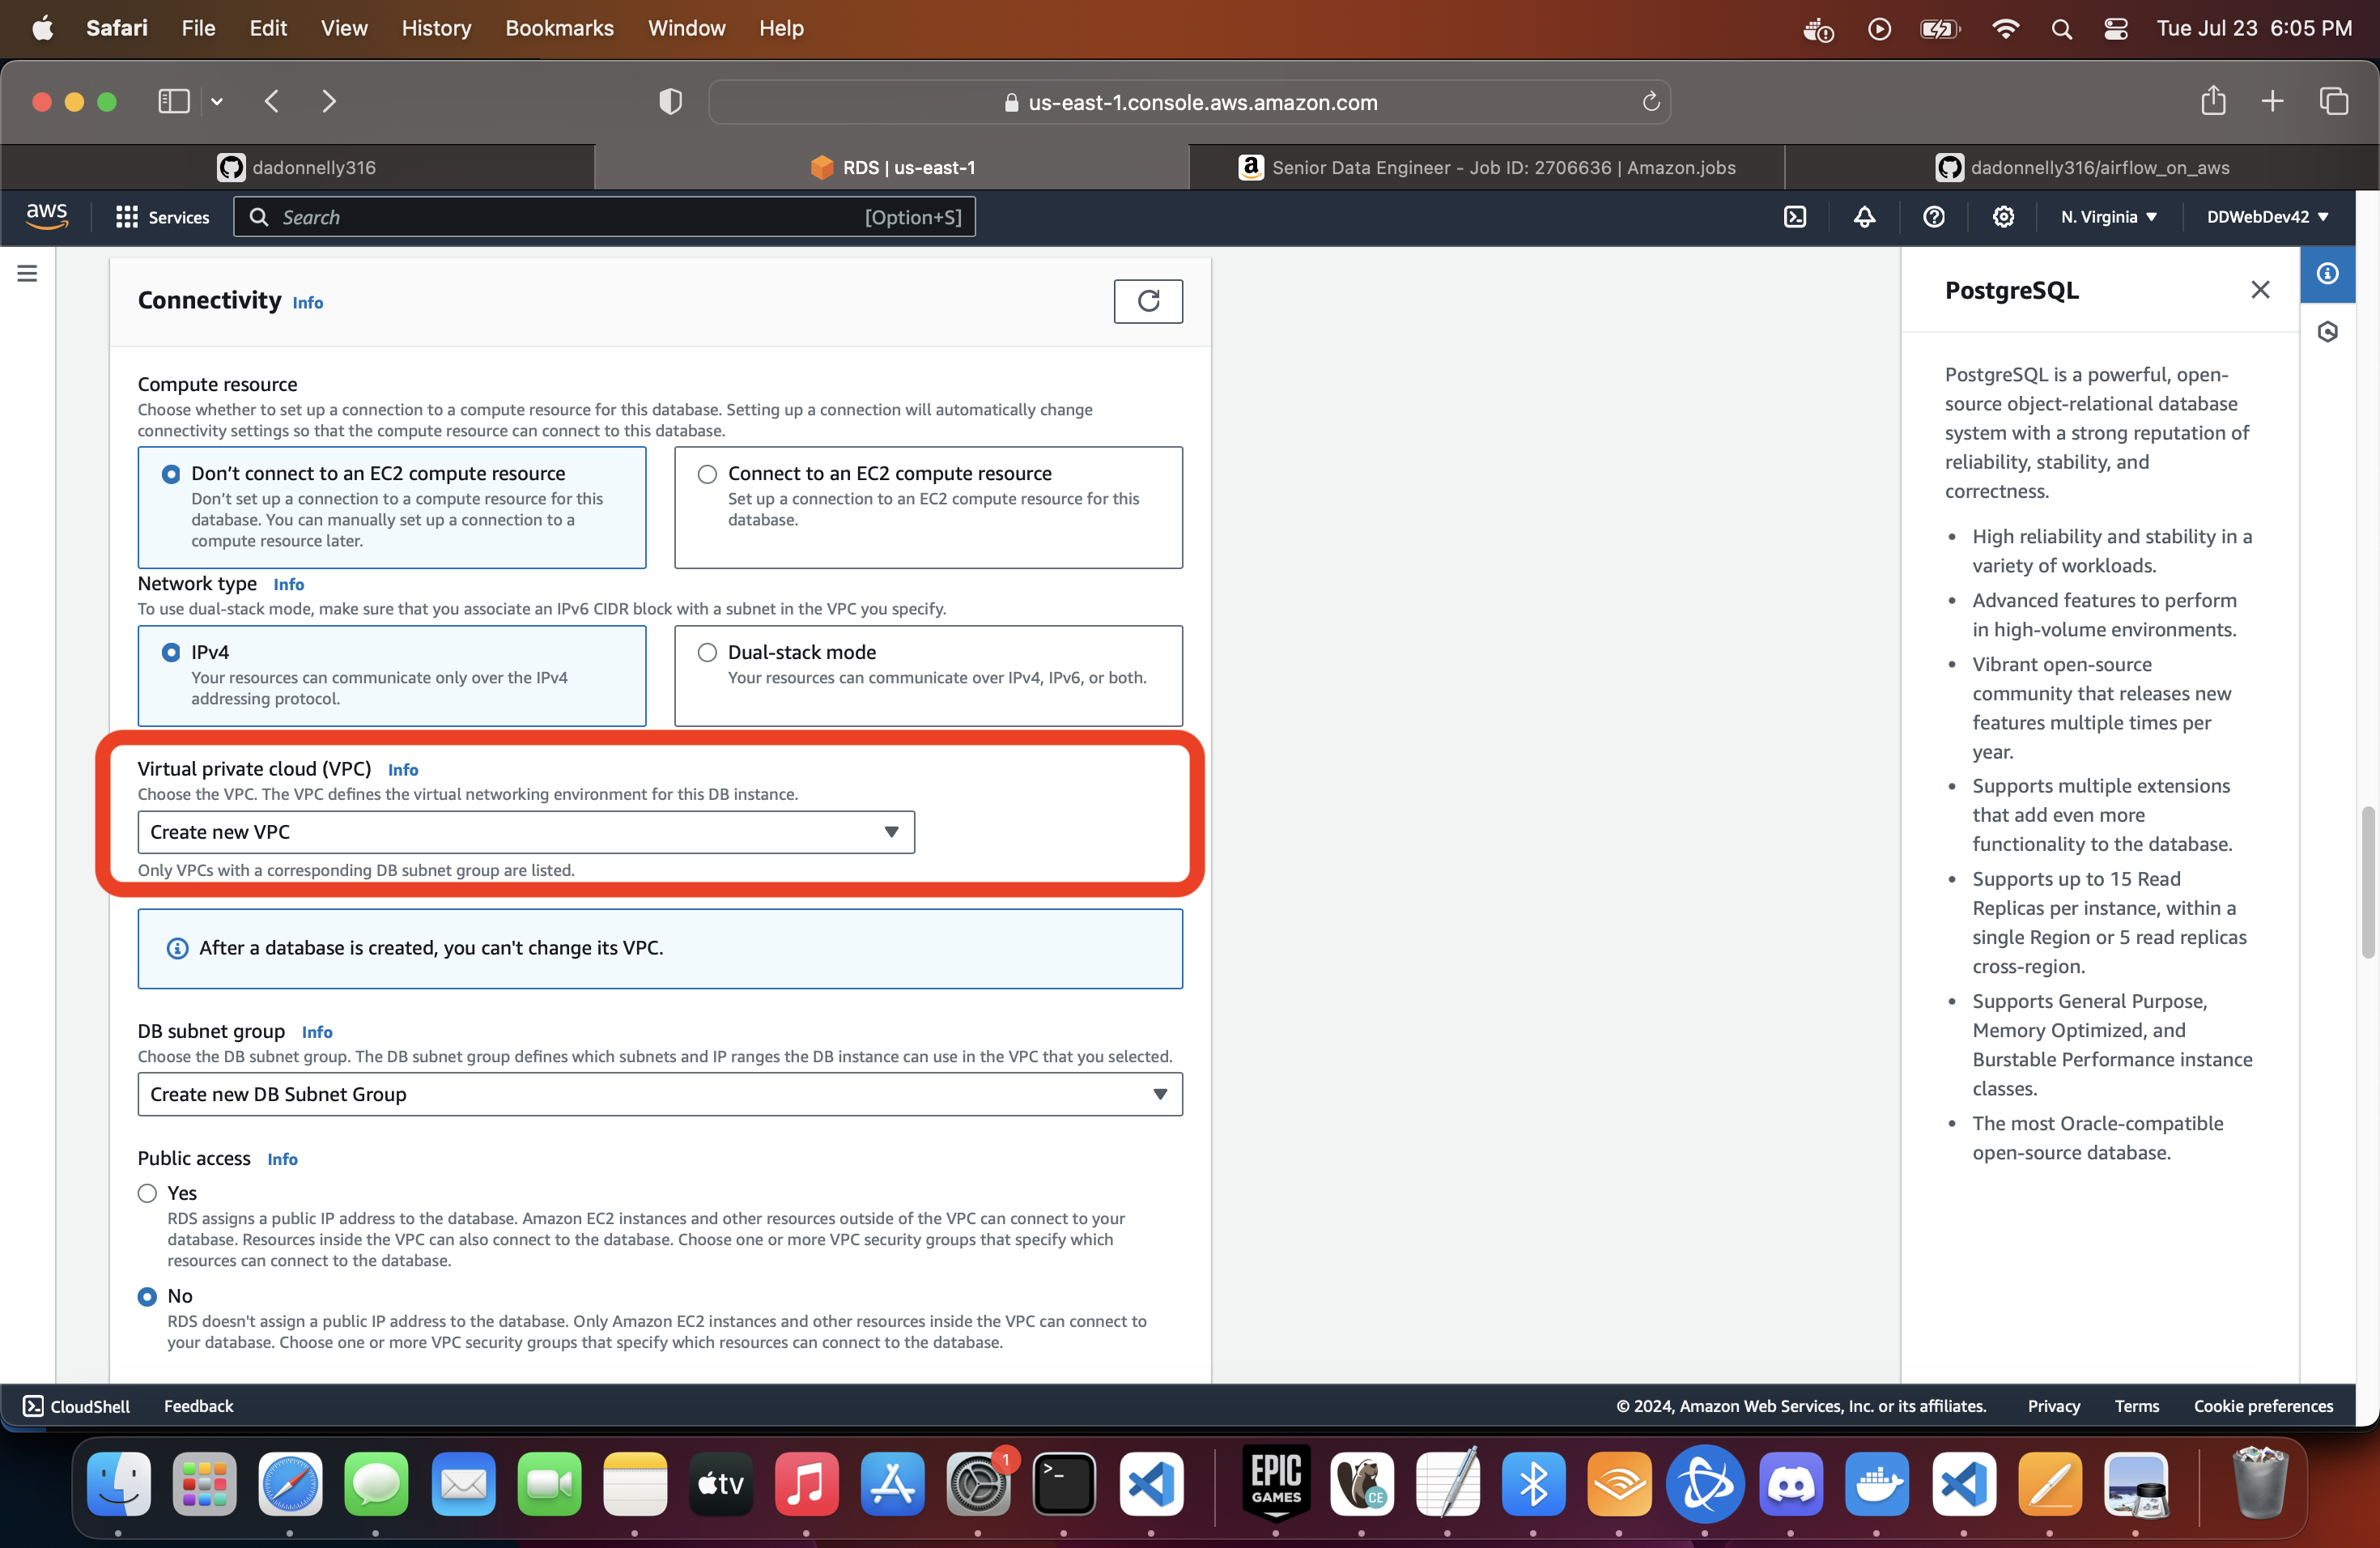 Safari File Edit View History Bookmarks Window Help
Tue Jul 23 6:05 PM
us-east-1.console.aws.amazon.com
dadonnelly316
RDS | us-east-1
a Senior Data Engineer - Job ID: 2706636 | Amazon.jobs
dadonnelly316/airflow_on_aws
aws Services Search [Option+S]
N. Virginia ▼ DDWebDev42 ▼
Connectivity Info
Compute resource
Choose whether to set up a connection to a compute resource for this database. Setting up a connection will automatically change
connectivity settings so that the compute resource can connect to this database.
Don’t connect to an EC2 compute resource
Don’t set up a connection to a compute resource for this
database. You can manually set up a connection to a
compute resource later.
Connect to an EC2 compute resource
Set up a connection to an EC2 compute resource for this
database.
Network type Info
To use dual-stack mode, make sure that you associate an IPv6 CIDR block with a subnet in the VPC you specify.
IPv4
Your resources can communicate only over the IPv4
addressing protocol.
Dual-stack mode
Your resources can communicate over IPv4, IPv6, or both.
Virtual private cloud (VPC) Info
Choose the VPC. The VPC defines the virtual networking environment for this DB instance.
Create new VPC
Only VPCs with a corresponding DB subnet group are listed.
After a database is created, you can't change its VPC.
DB subnet group Info
Choose the DB subnet group. The DB subnet group defines which subnets and IP ranges the DB instance can use in the VPC that you selected.
Create new DB Subnet Group
Public access Info
Yes
RDS assigns a public IP address to the database. Amazon EC2 instances and other resources outside of the VPC can connect to your
database. Resources inside the VPC can also connect to the database. Choose one or more VPC security groups that specify which
resources can connect to the database.
No
RDS doesn't assign a public IP address to the database. Only Amazon EC2 instances and other resources inside the VPC can connect to
your database. Choose one or more VPC security groups that specify which resources can connect to the database.
PostgreSQL
PostgreSQL is a powerful, open-
source object-relational database
system with a strong reputation of
reliability, stability, and
correctness.
• High reliability and stability in a
variety of workloads.
• Advanced features to perform
in high-volume environments.
• Vibrant open-source
community that releases new
features multiple times per
year.
• Supports multiple extensions
that add even more
functionality to the database.
• Supports up to 15 Read
Replicas per instance, within a
single Region or 5 read replicas
cross-region.
• Supports General Purpose,
Memory Optimized, and
Burstable Performance instance
classes.
• The most Oracle-compatible
open-source database.
CloudShell Feedback
© 2024, Amazon Web Services, Inc. or its affiliates. Privacy Terms Cookie preferences
tv
1
>_
EPIC
GAMES
CE